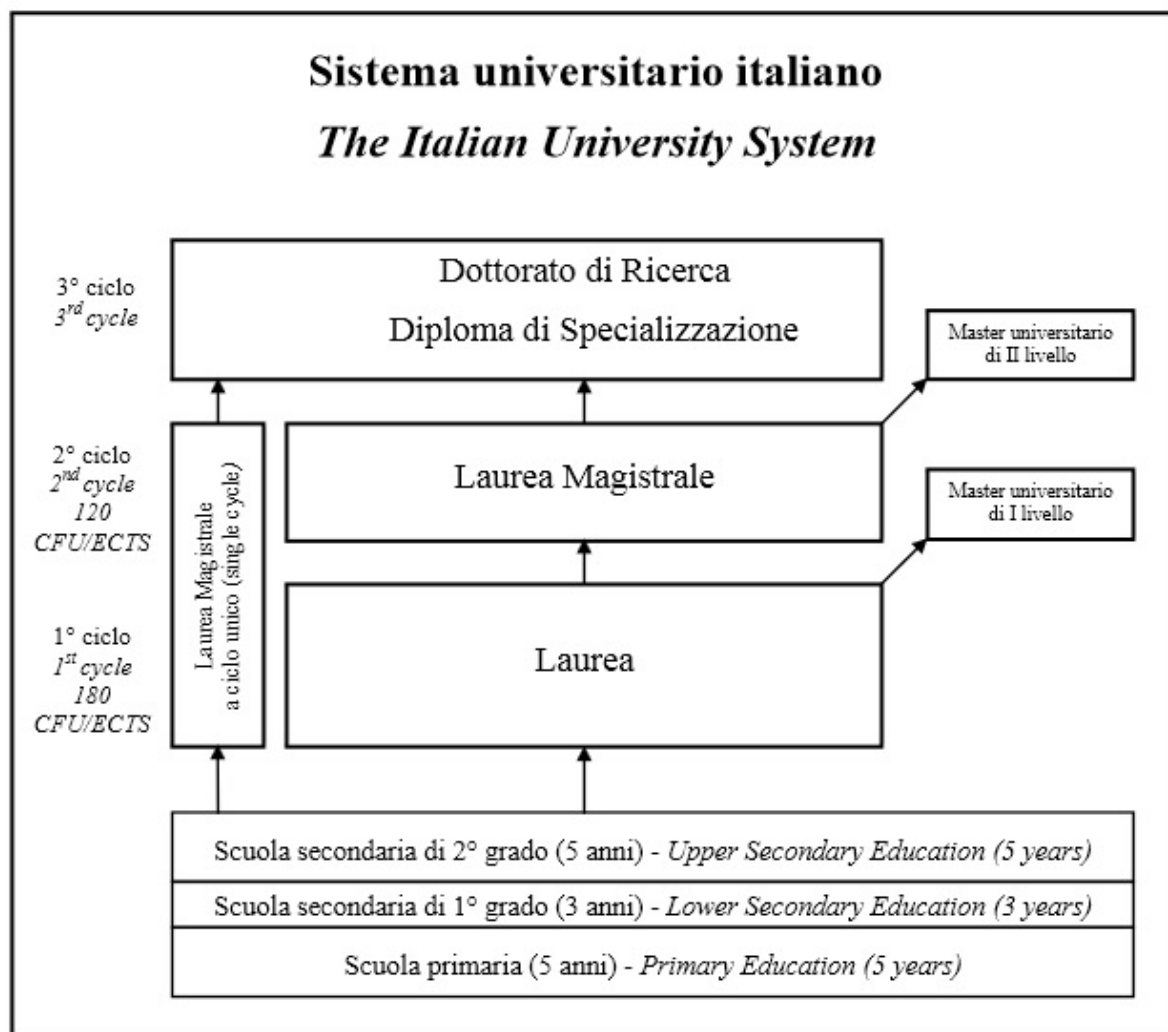 Sistema universitario italiano
The Italian University System
3° ciclo
3rd cycle
Dottorato di Ricerca
Diploma di Specializzazione
Master universitario
di II livello
2° ciclo
2nd cycle
120
CFU/ECTS
Laurea Magistrale
Master universitario
di I livello
Laurea Magistrale
a ciclo unico (single cycle)
1° ciclo
1st cycle
180
CFU/ECTS
Laurea
Scuola secondaria di 2° grado (5 anni) - Upper Secondary Education (5 years)
Scuola secondaria di 1° grado (3 anni) - Lower Secondary Education (3 years)
Scuola primaria (5 anni) - Primary Education (5 years)